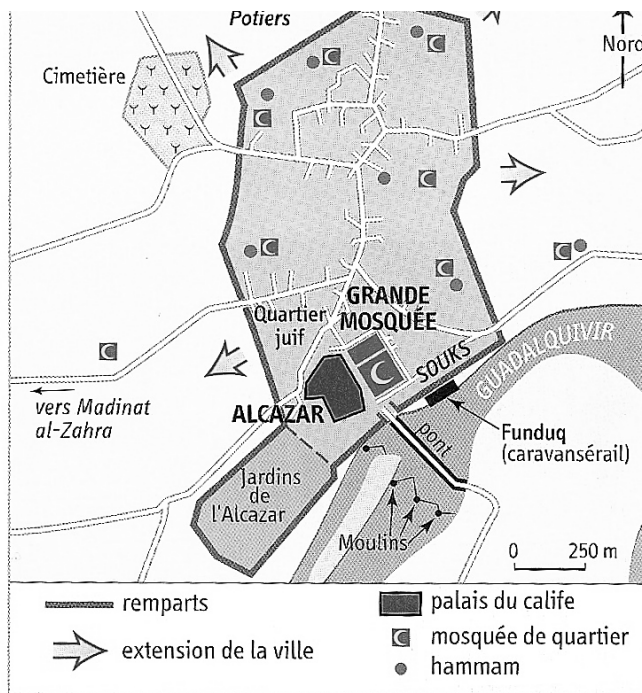 Potiers
Nord
Cimetière
GRANDE
MOSQUÉE
Quartier
juif
SOUKS
GUADALQUIVIR
vers Madinat
al-Zahra
ALCAZAR
pont
Funduq
(caravansérail)
Jardins
de
l'Alcazar
Moulins
0 250 m
remparts
palais du calife
extension de la ville
mosquée de quartier
hammam